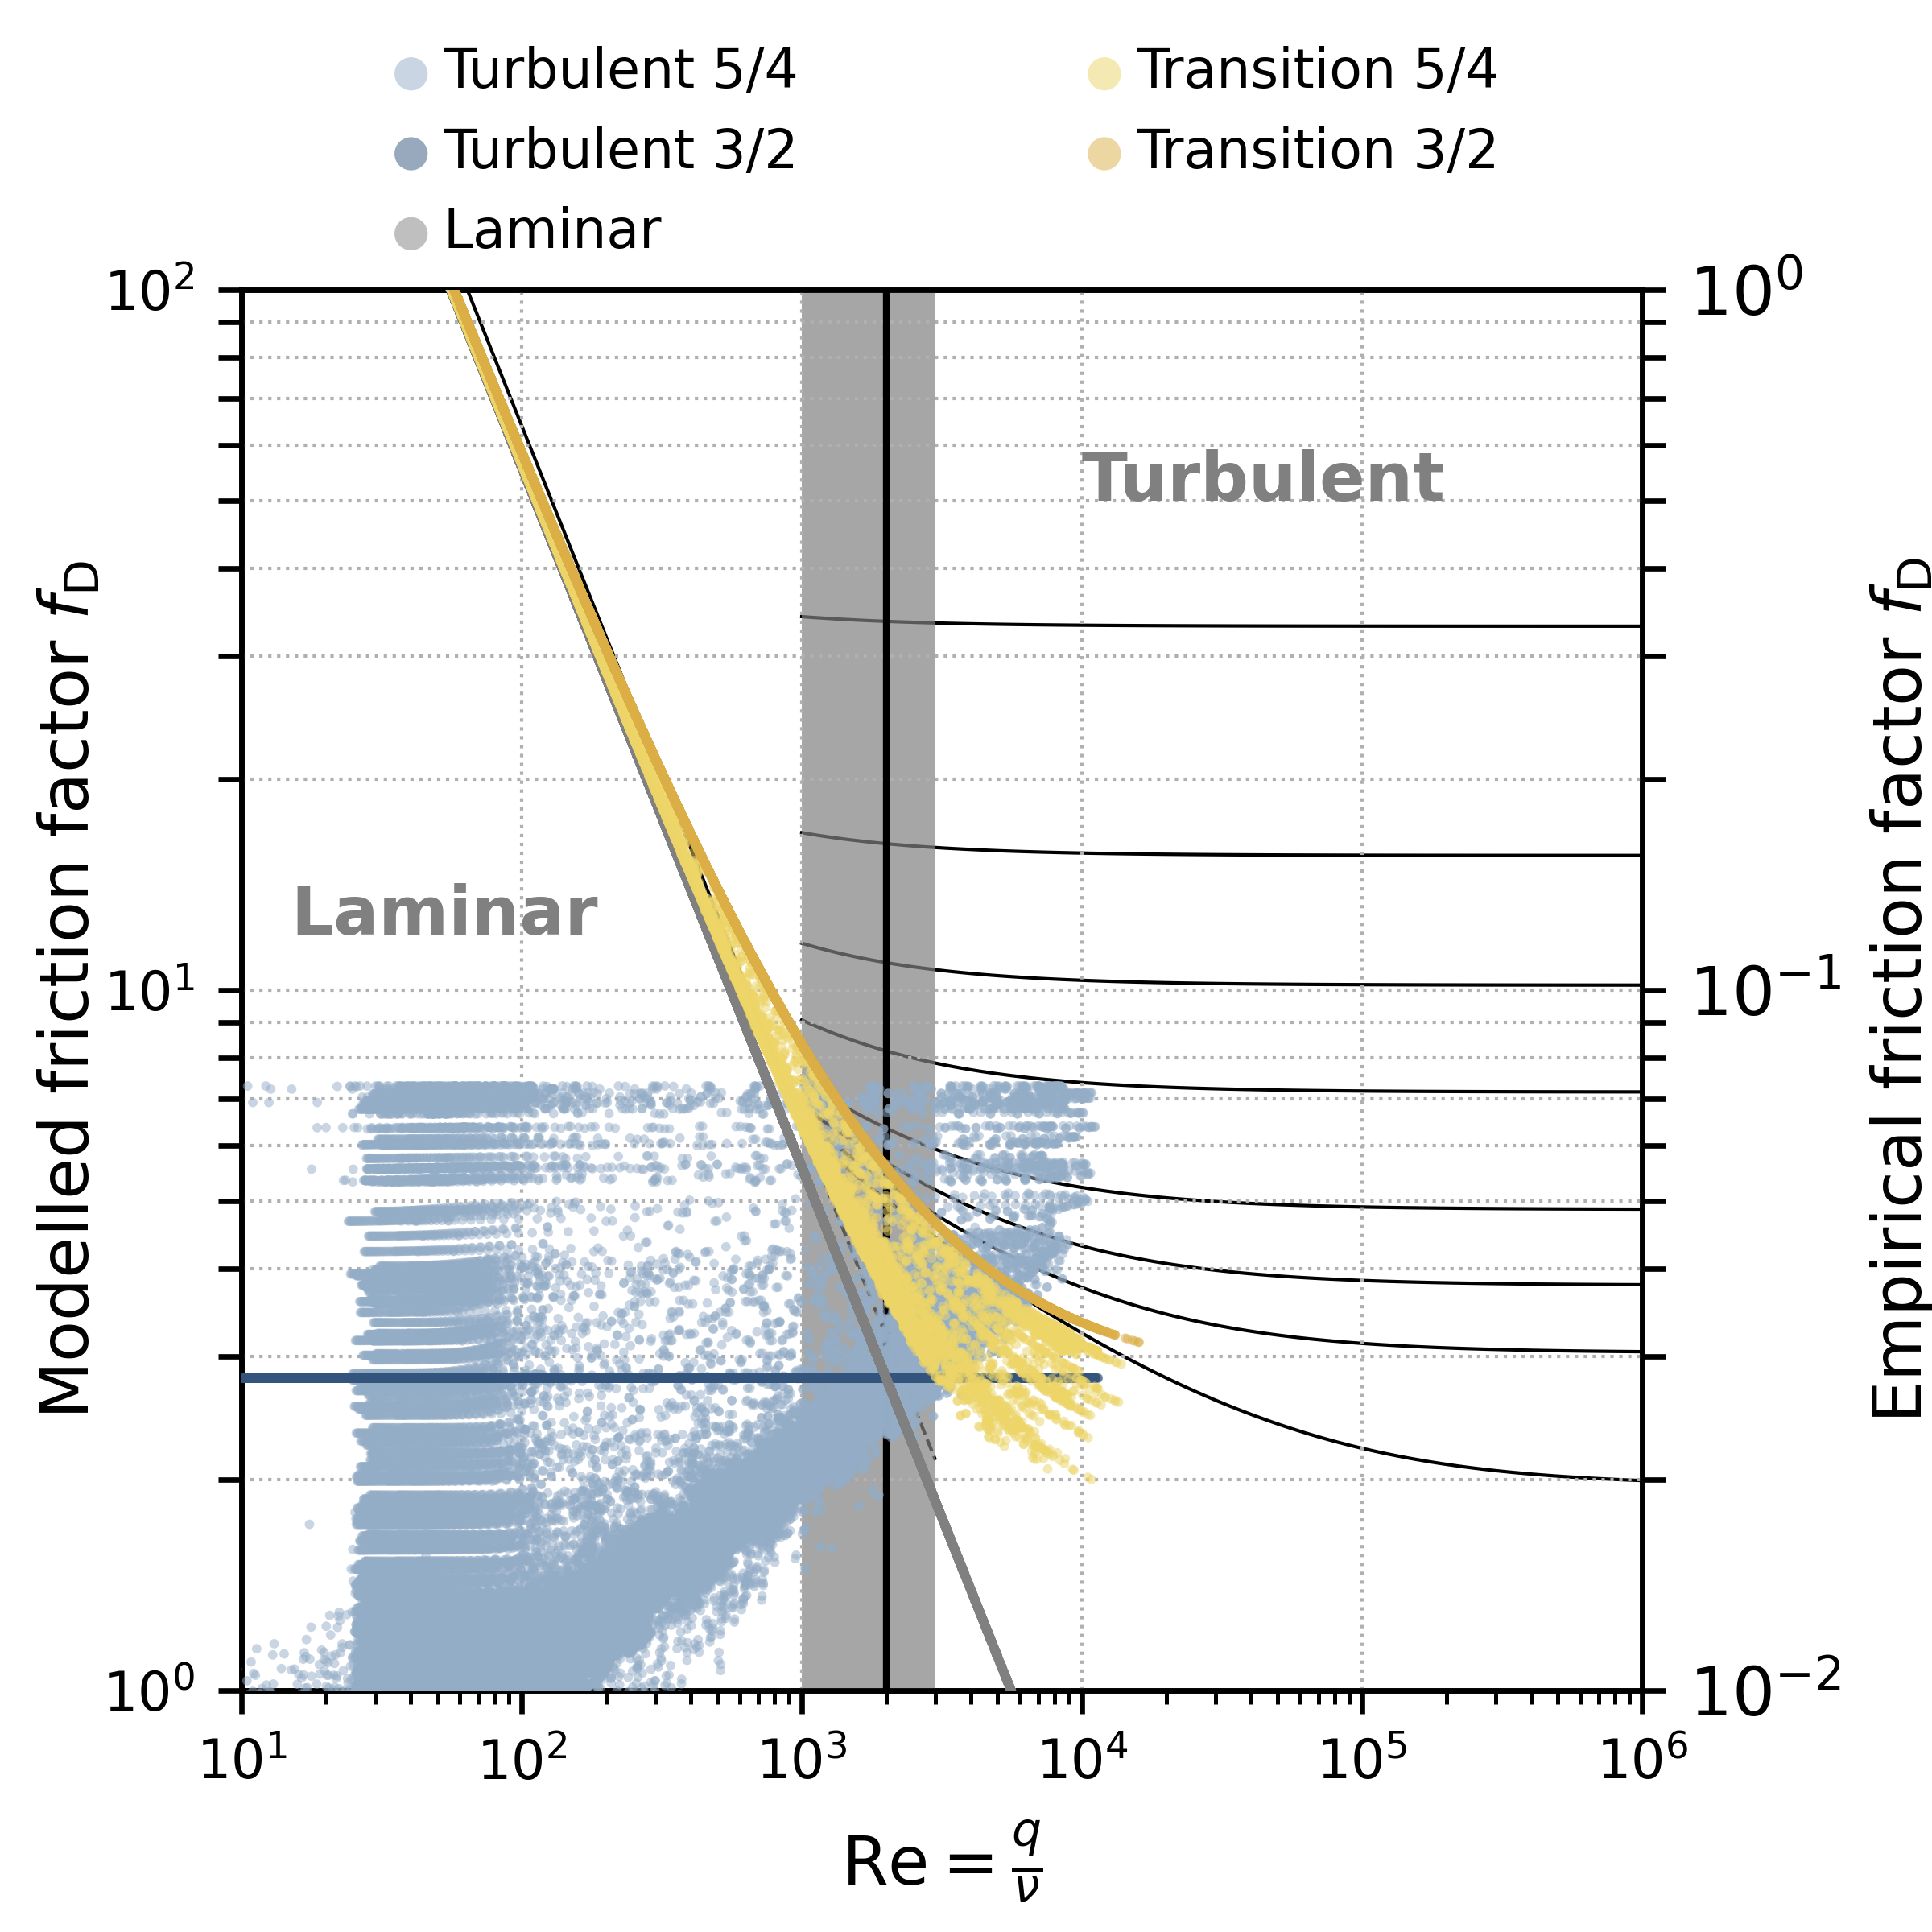 Turbulent 5/4
Turbulent 3/2
Laminar
Transition 5/4
Transition 3/2
10²
10¹
10⁰
Modelled friction factor f_D
Laminar
Turbulent
10⁰
10⁻¹
10⁻²
Empirical friction factor f_D
10¹ 10² 10³ 10⁴ 10⁵ 10⁶
Re = q/ν